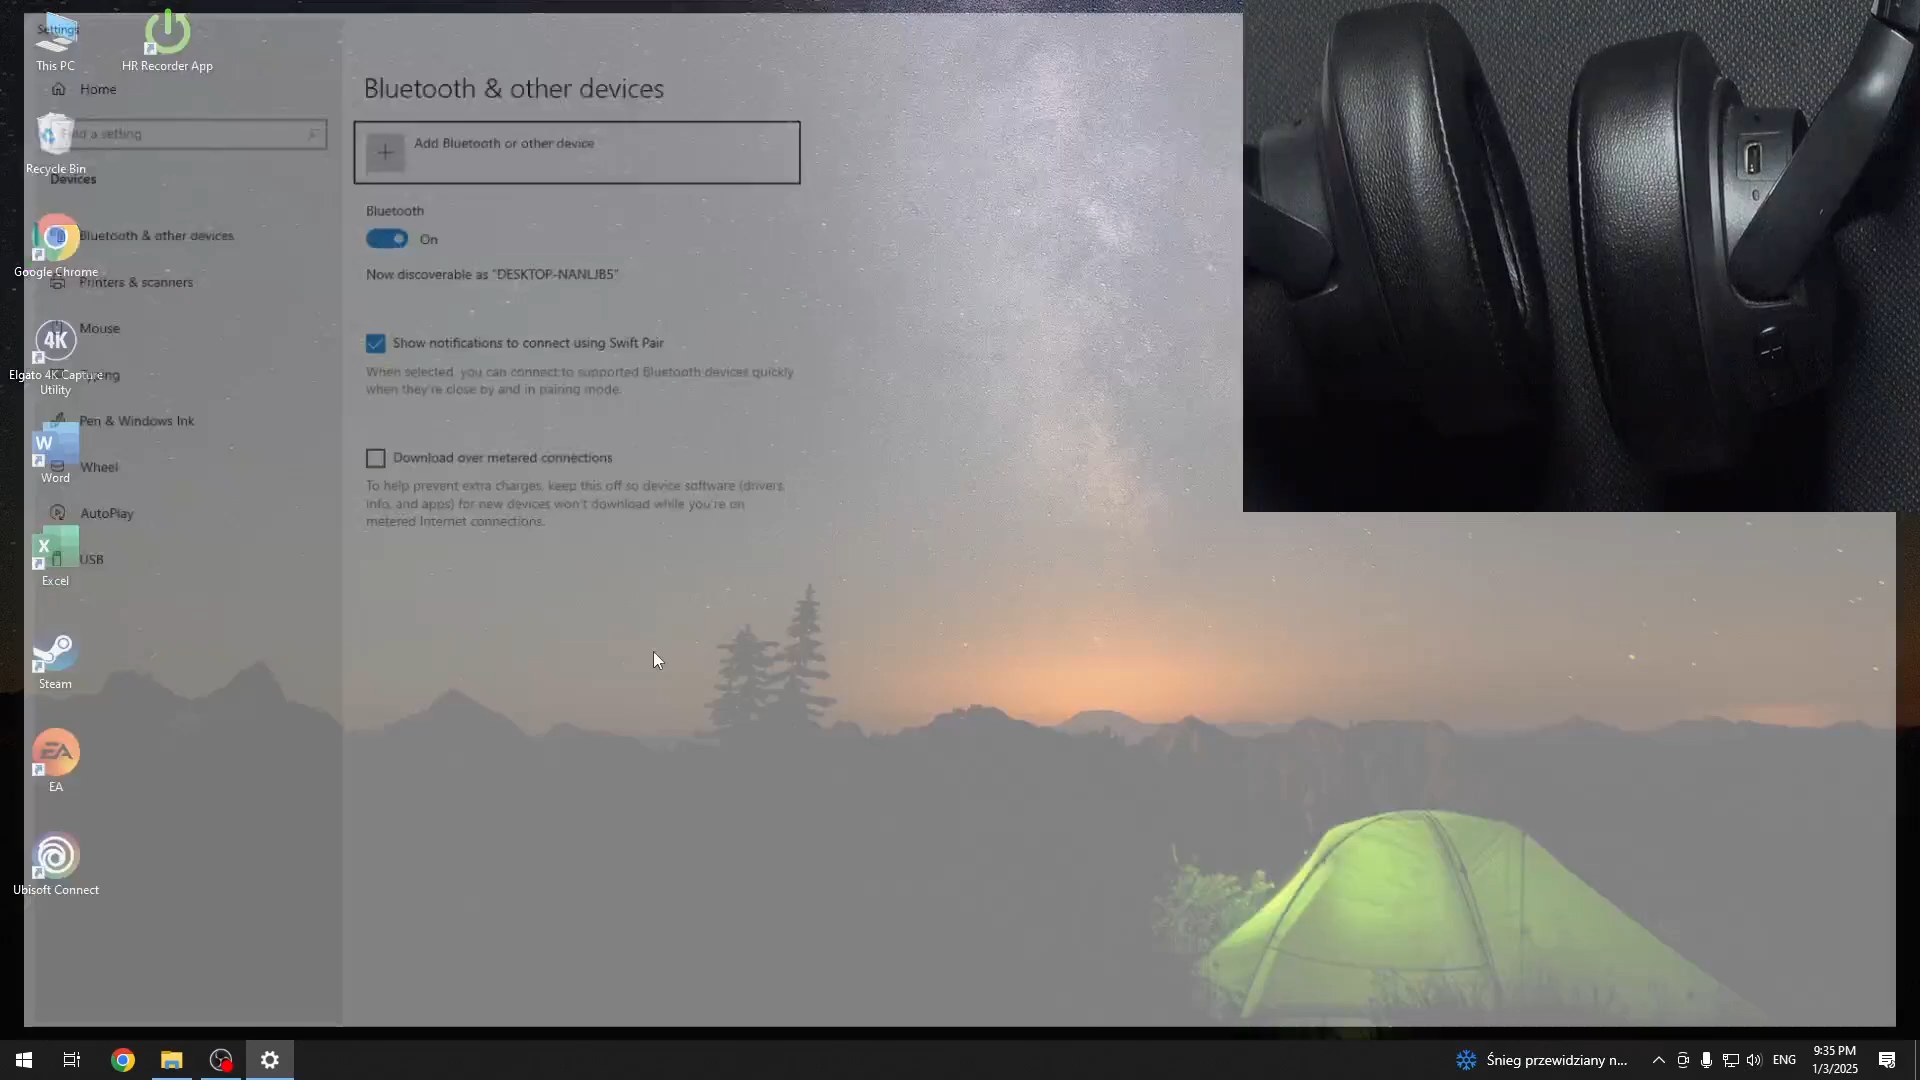 Settings
This PC
HR Recorder App
Home
Find a setting
Recycle Bin
Devices
Bluetooth & other devices
Google Chrome
Printers & scanners
Mouse
4K
Elgato 4K Capture
Utility
Typing
Pen & Windows Ink
W
Word
Wheel
AutoPlay
X
USB
Excel
Steam
EA
EA
Ubisoft Connect
Bluetooth & other devices
Add Bluetooth or other device
Bluetooth
On
Now discoverable as "DESKTOP-NANLJB5"
Show notifications to connect using Swift Pair
When selected, you can connect to supported Bluetooth devices quickly
when they're close by and in pairing mode.
Download over metered connections
To help prevent extra charges, keep this off so device software (drivers,
info, and apps) for new devices won't download while you're on
metered Internet connections.
Śnieg przewidziany n...
ENG
9:35 PM
1/3/2025